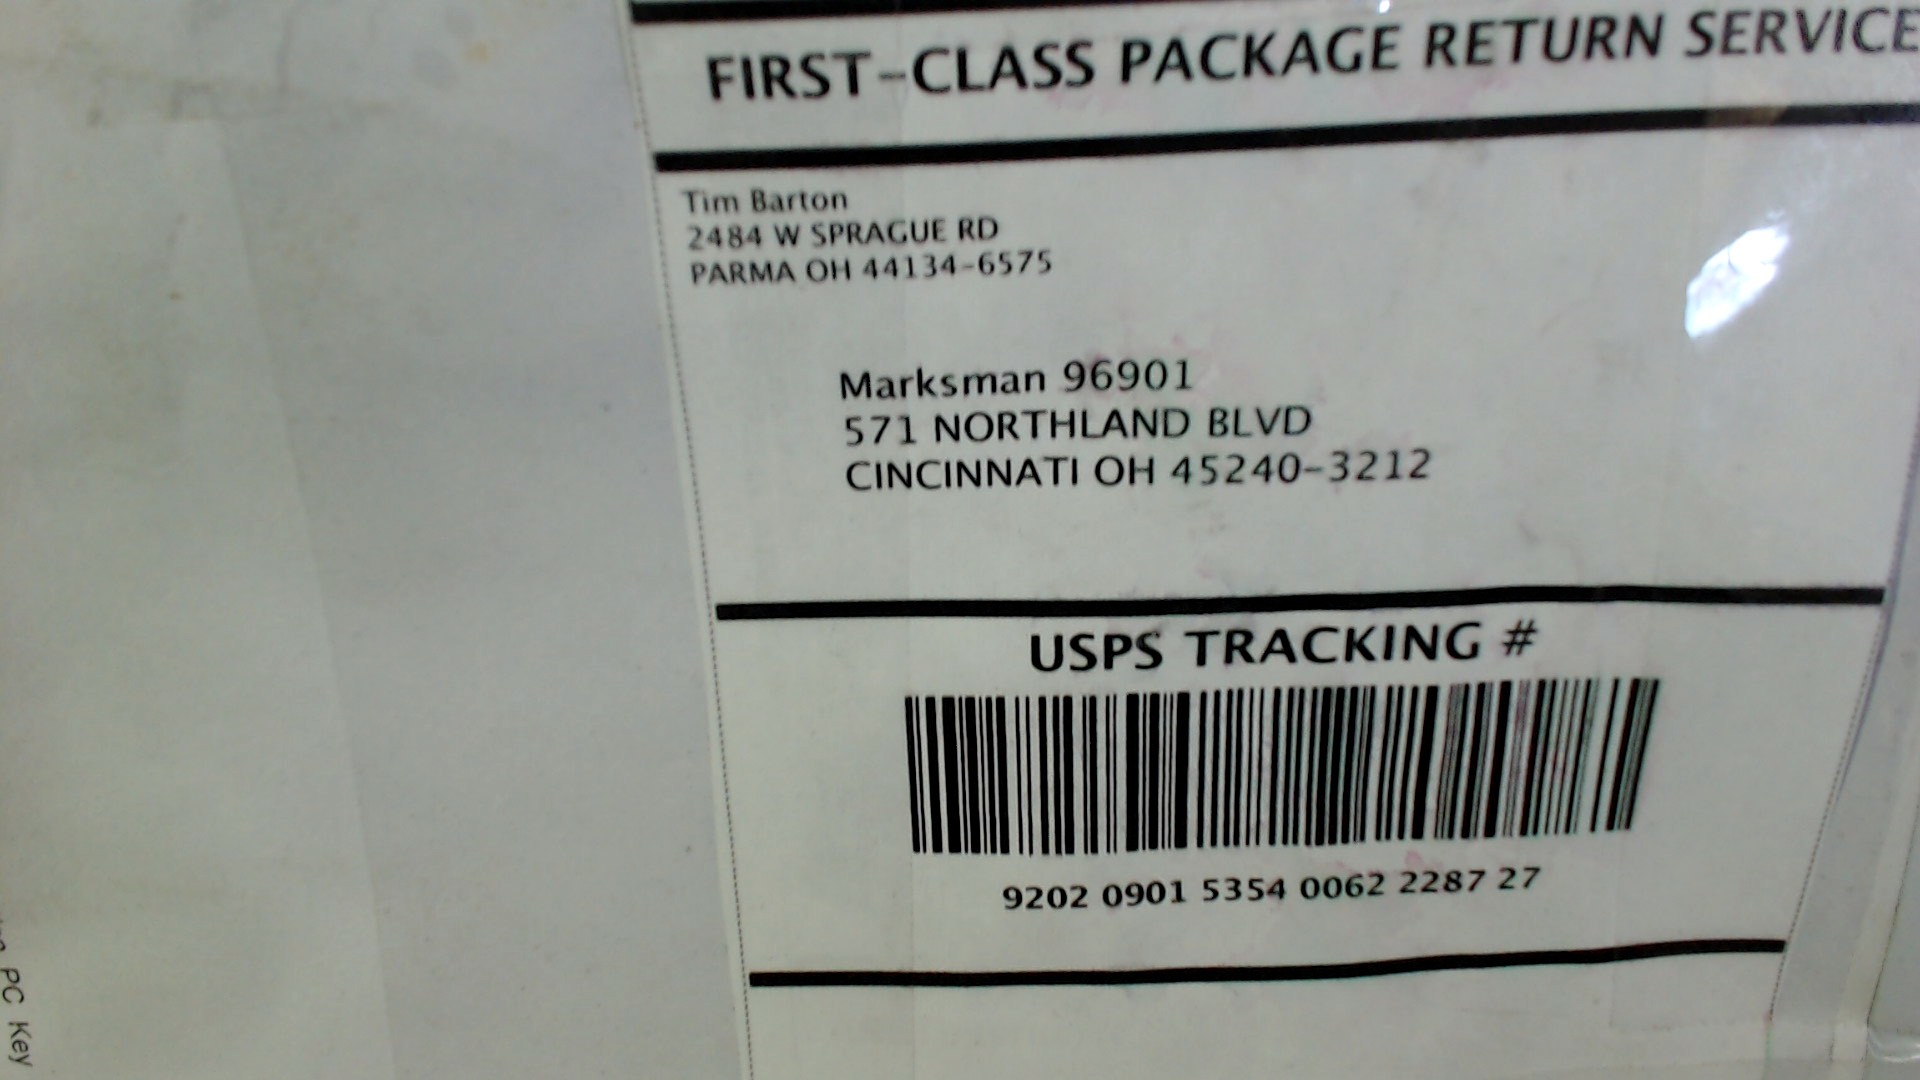 FIRST-CLASS PACKAGE RETURN SERVICE
Tim Barton
2484 W SPRAGUE RD
PARMA OH 44134-6575
Marksman 96901
571 NORTHLAND BLVD
CINCINNATI OH 45240-3212
USPS TRACKING #
9202 0901 5354 0062 2287 27
PC Key